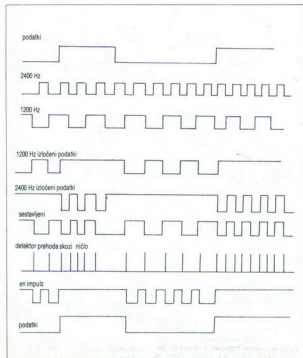 podatki
2400 Hz
1200 Hz
1200 Hz izločeni podatki
2400 Hz izločeni podatki
sestavljeni
detektor prehoda skozi ničlo
en impulz
podatki